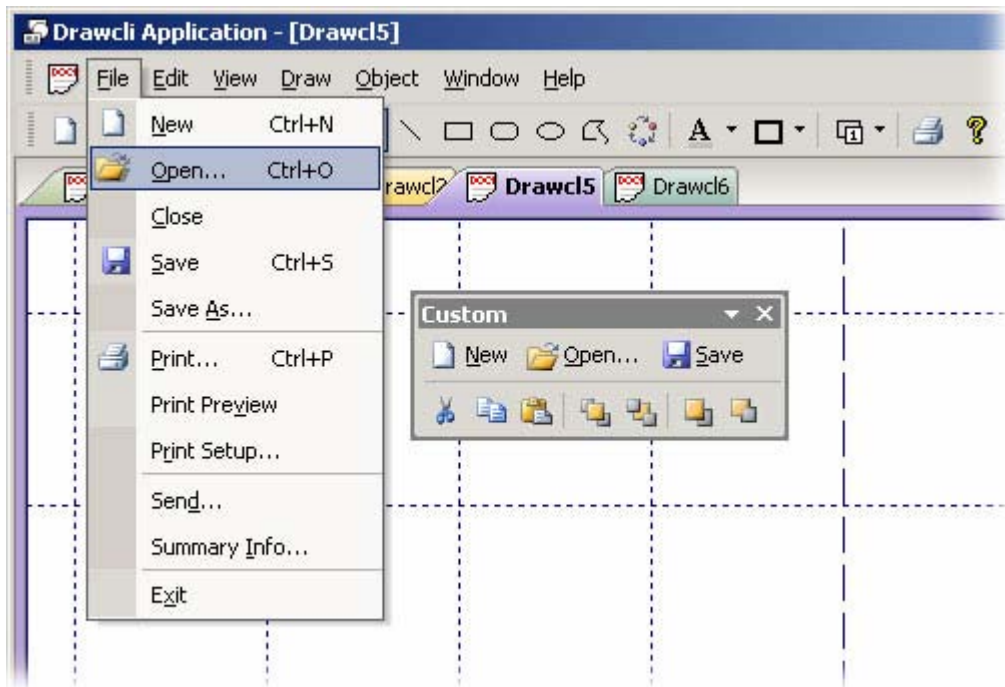 Drawcli Application - [Drawcl5]
File Edit View Draw Object Window Help
New Ctrl+N
A
Open... Ctrl+O
rawcl2 Drawcl5 Drawcl6
Close
Save Ctrl+S
Save As...
Custom
Print... Ctrl+P
New Open... Save
Print Preview
Print Setup...
Send...
Summary Info...
Exit